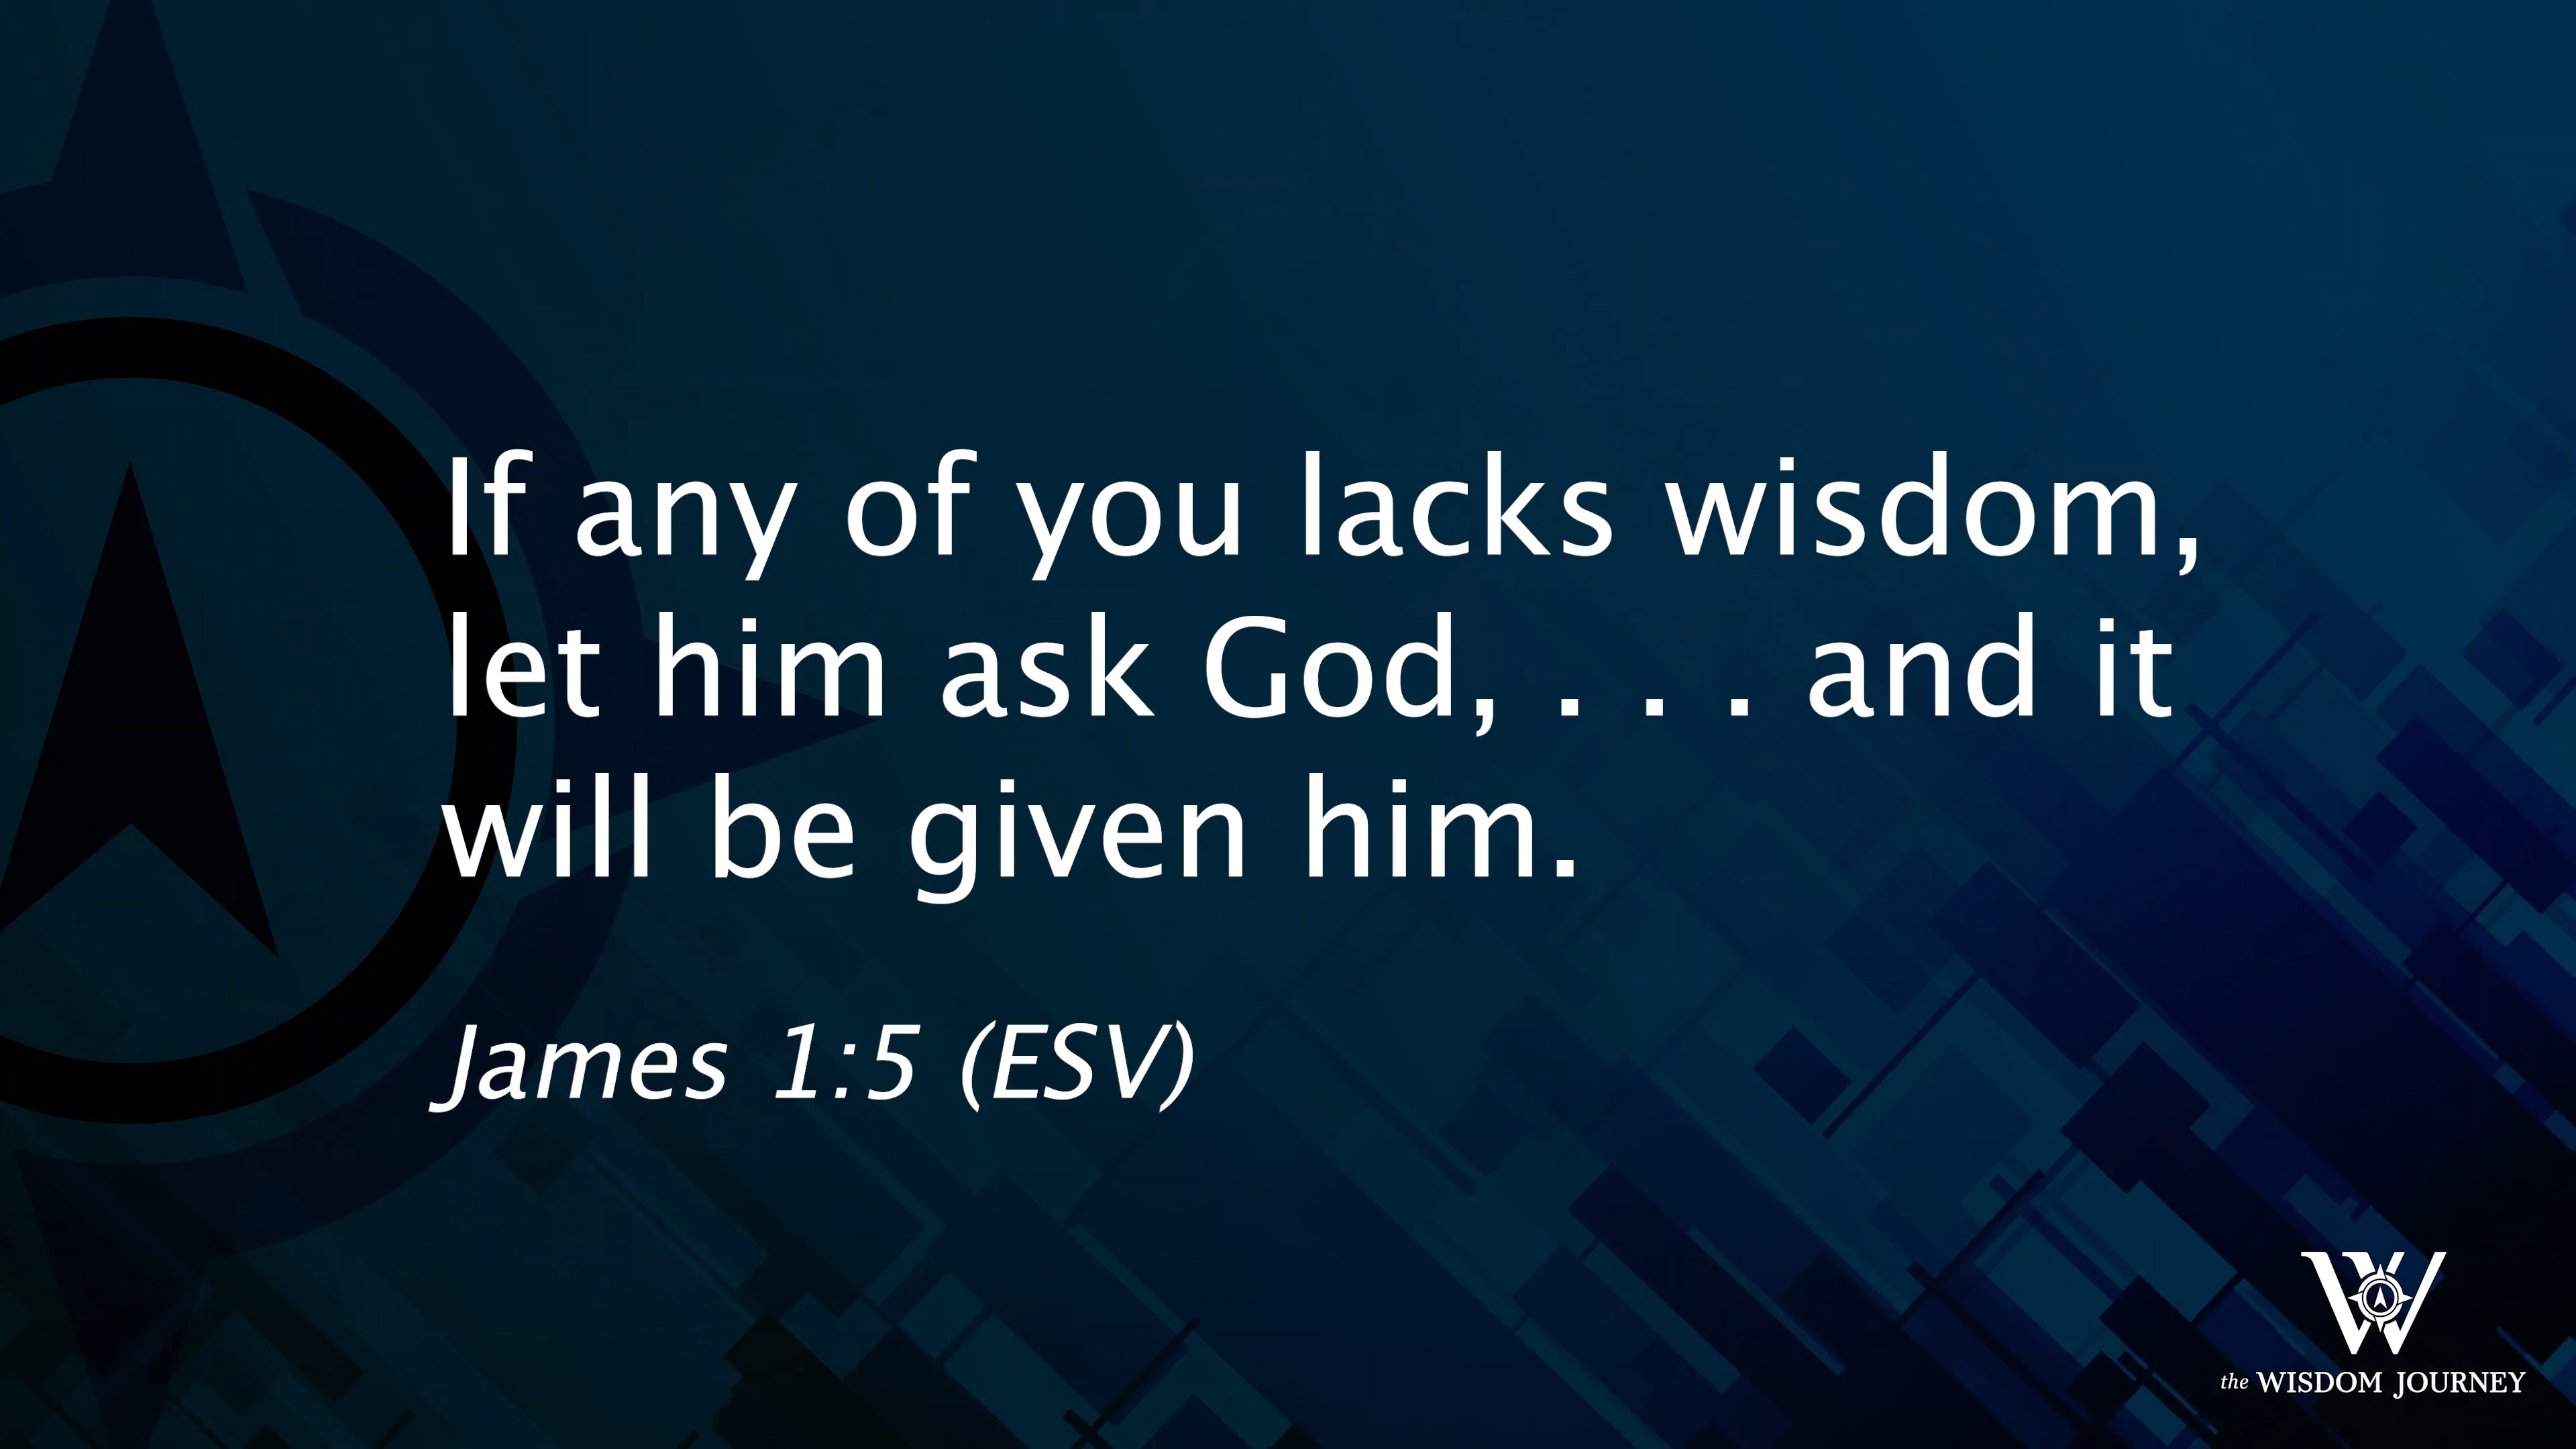 If any of you lacks wisdom,
let him ask God, . . . and it
will be given him.
James 1:5 (ESV)
W
the WISDOM JOURNEY